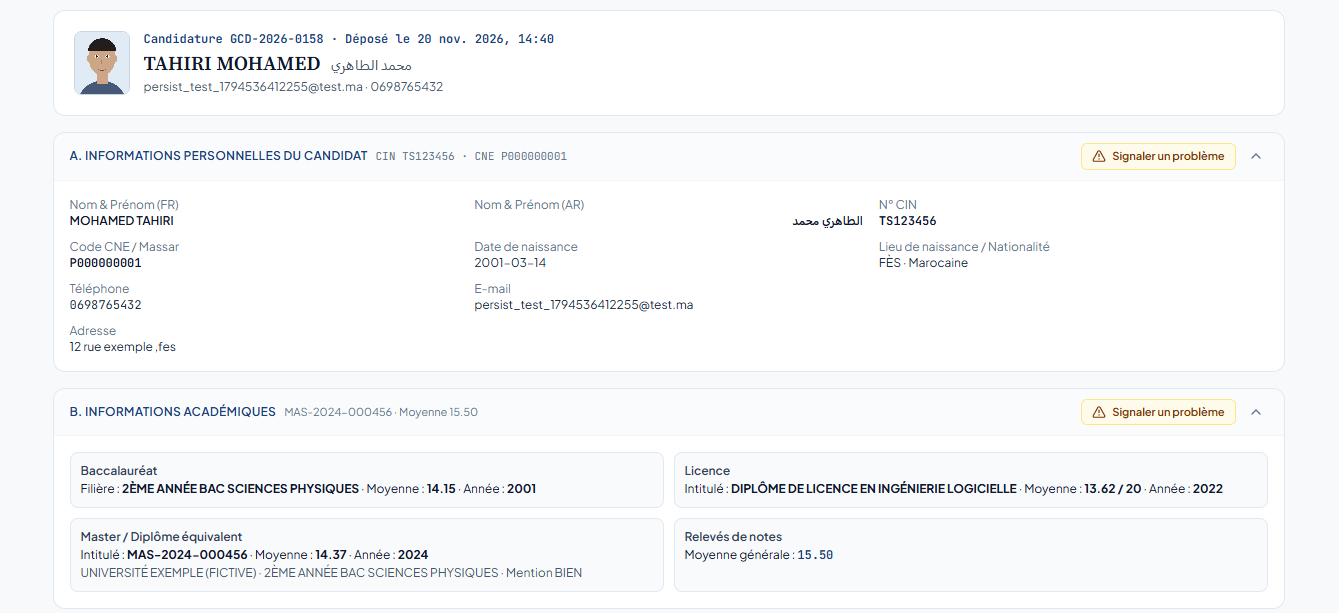 Candidature GCD-2026-0158 · Déposé le 20 nov. 2026, 14:40
TAHIRI MOHAMED محمد الطاهري
persist_test_1794536412255@test.ma · 0698765432
A. INFORMATIONS PERSONNELLES DU CANDIDAT CIN TS123456 · CNE P000000001 Signaler un problème
Nom & Prénom (FR) Nom & Prénom (AR) N° CIN
MOHAMED TAHIRI الطاهري محمد TS123456
Code CNE / Massar Date de naissance Lieu de naissance / Nationalité
P000000001 2001-03-14 FÈS · Marocaine
Téléphone E-mail
0698765432 persist_test_1794536412255@test.ma
Adresse
12 rue exemple ,fes
B. INFORMATIONS ACADÉMIQUES MAS-2024-000456 · Moyenne 15.50 Signaler un problème
Baccalauréat
Filière : 2ÈME ANNÉE BAC SCIENCES PHYSIQUES · Moyenne : 14.15 · Année : 2001
Licence
Intitulé : DIPLÔME DE LICENCE EN INGÉNIERIE LOGICIELLE · Moyenne : 13.62 / 20 · Année : 2022
Master / Diplôme équivalent
Intitulé : MAS-2024-000456 · Moyenne : 14.37 · Année : 2024
UNIVERSITÉ EXEMPLE (FICTIVE) · 2ÈME ANNÉE BAC SCIENCES PHYSIQUES · Mention BIEN
Relevés de notes
Moyenne générale : 15.50